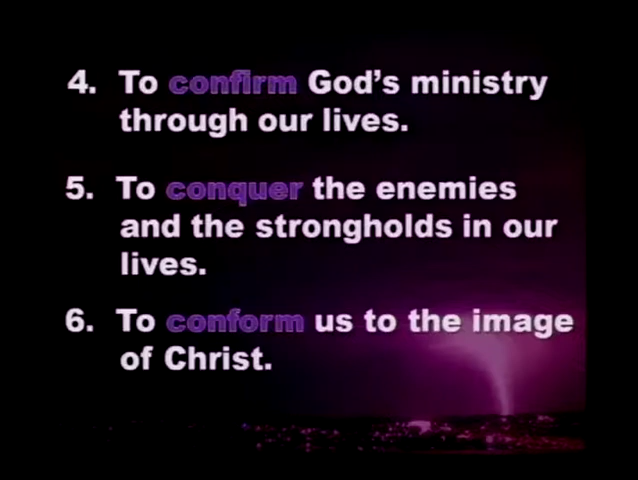 4. To confirm God's ministry
through our lives.
5. To conquer the enemies
and the strongholds in our
lives.
6. To conform us to the image
of Christ.